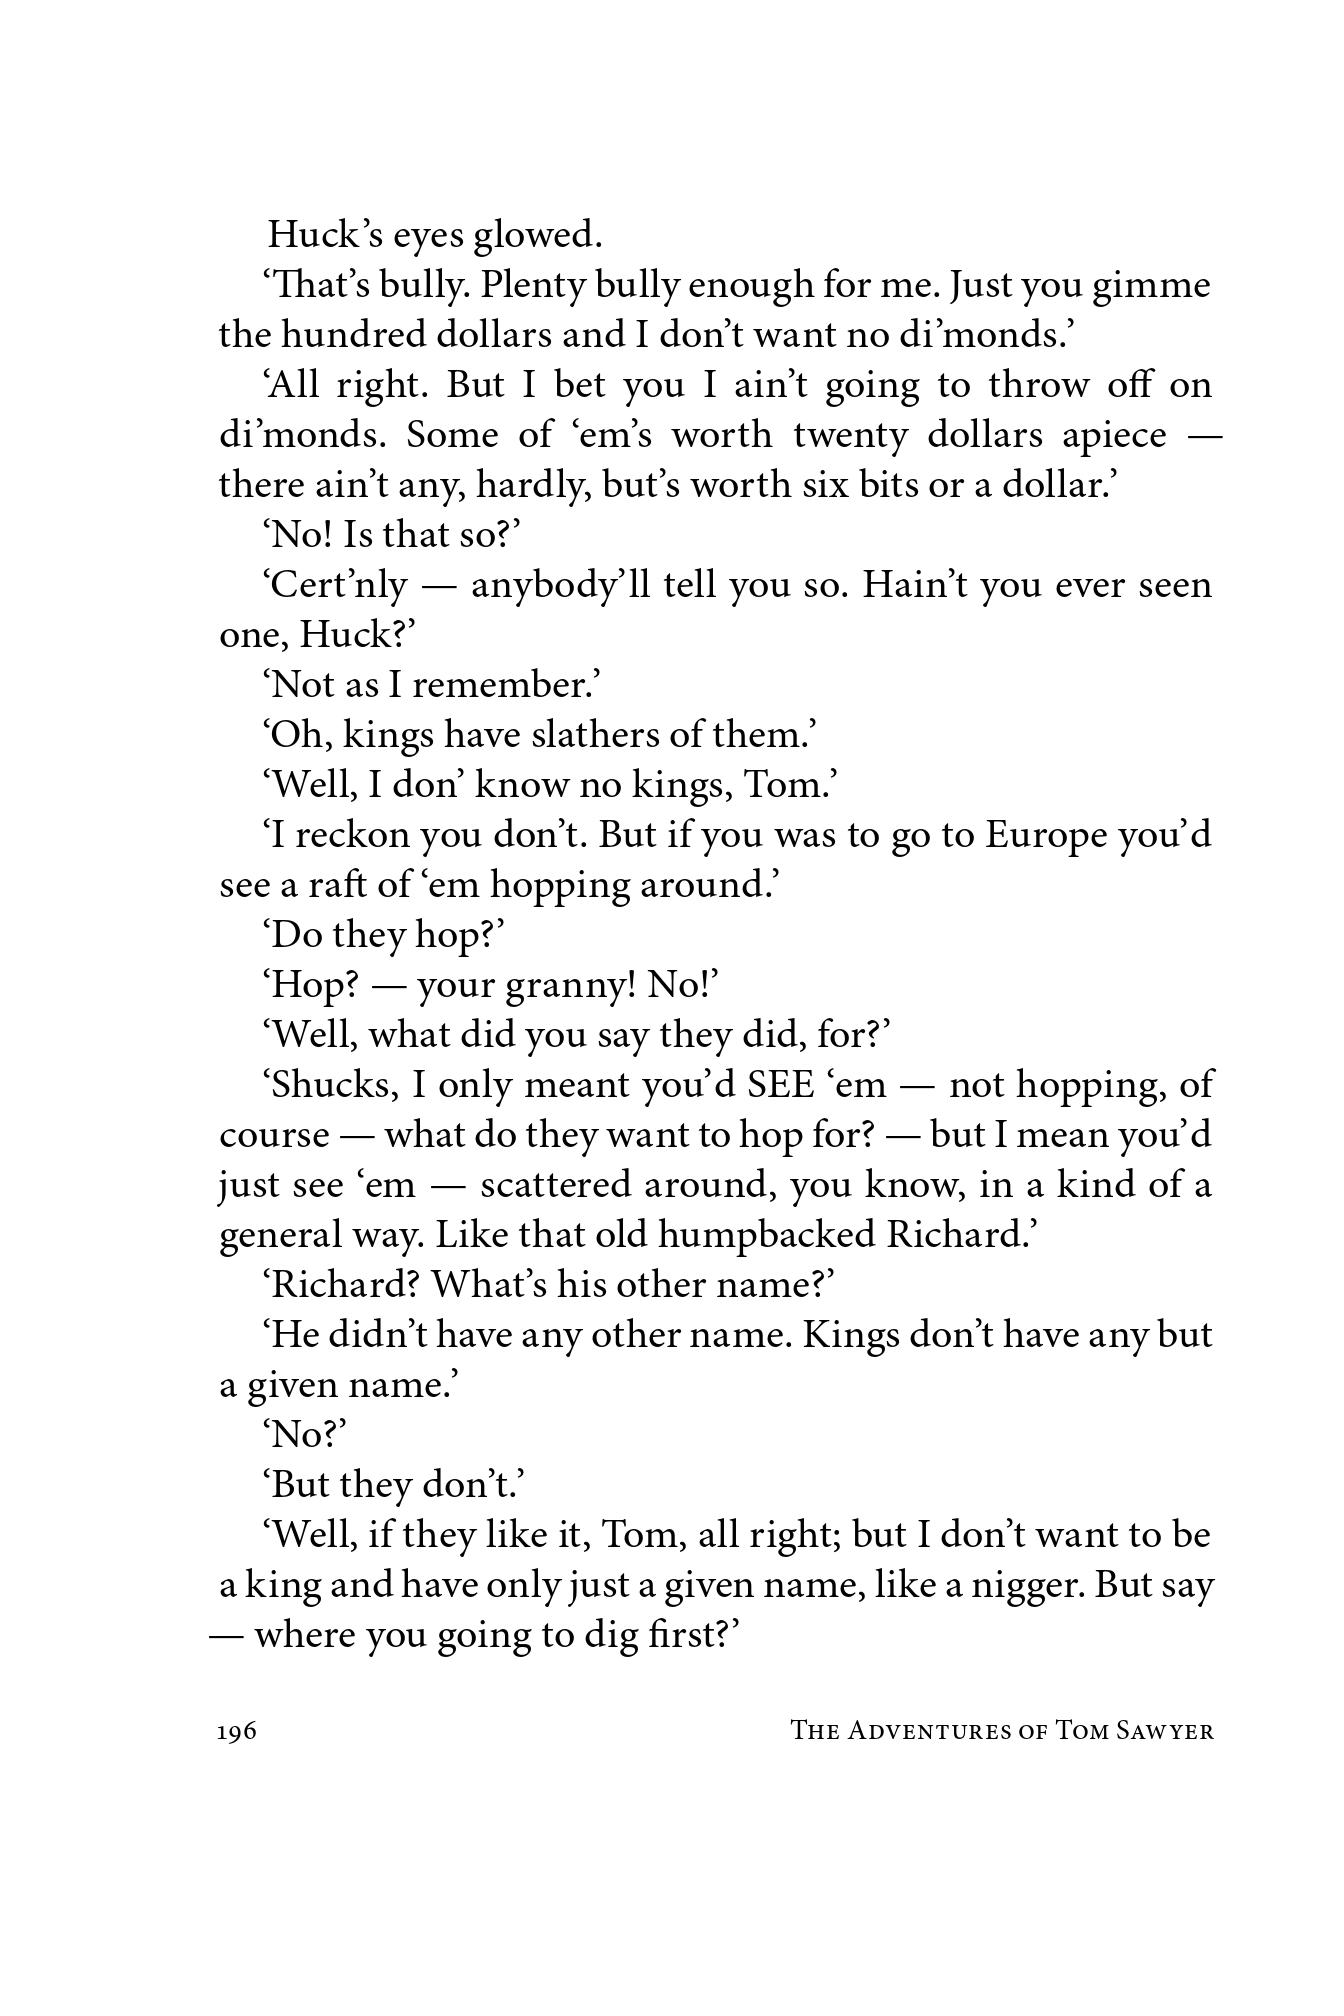 Huck’s eyes glowed.
‘That’s bully. Plenty bully enough for me. Just you gimme
the hundred dollars and I don’t want no di’monds.’
‘All right. But I bet you I ain’t going to throw off on
di’monds. Some of ‘em’s worth twenty dollars apiece —
there ain’t any, hardly, but’s worth six bits or a dollar.’
‘No! Is that so?’
‘Cert’nly — anybody’ll tell you so. Hain’t you ever seen
one, Huck?’
‘Not as I remember.’
‘Oh, kings have slathers of them.’
‘Well, I don’ know no kings, Tom.’
‘I reckon you don’t. But if you was to go to Europe you’d
see a raft of ‘em hopping around.’
‘Do they hop?’
‘Hop? — your granny! No!’
‘Well, what did you say they did, for?’
‘Shucks, I only meant you’d SEE ‘em — not hopping, of
course — what do they want to hop for? — but I mean you’d
just see ‘em — scattered around, you know, in a kind of a
general way. Like that old humpbacked Richard.’
‘Richard? What’s his other name?’
‘He didn’t have any other name. Kings don’t have any but
a given name.’
‘No?’
‘But they don’t.’
‘Well, if they like it, Tom, all right; but I don’t want to be
a king and have only just a given name, like a nigger. But say
— where you going to dig first?’
196 The Adventures of Tom Sawyer